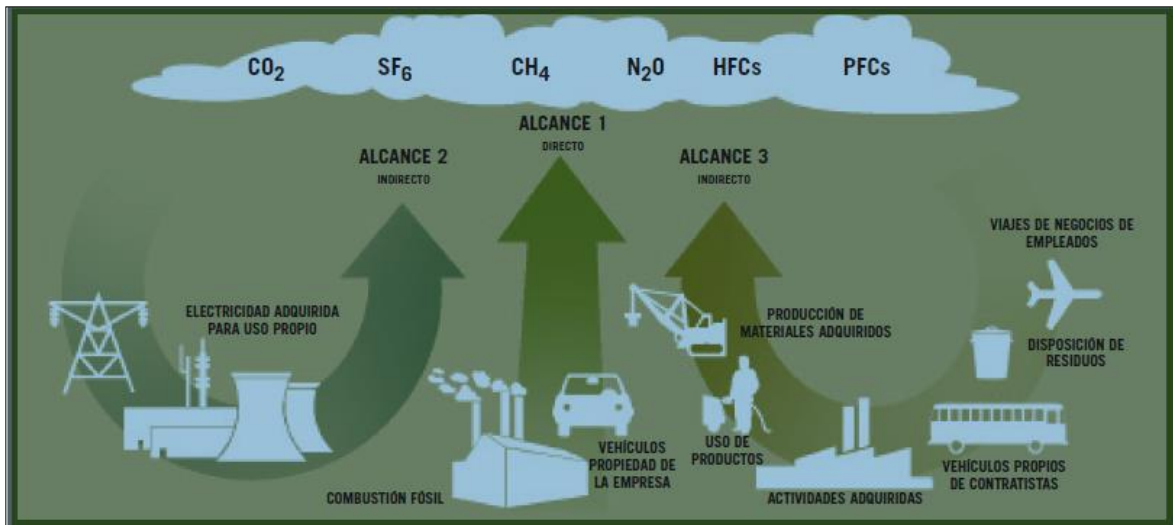 CO₂ SF₆ CH₄ N₂O HFCs PFCs
ALCANCE 1
DIRECTO
ALCANCE 2
INDIRECTO
ALCANCE 3
INDIRECTO
VIAJES DE NEGOCIOS DE
EMPLEADOS
ELECTRICIDAD ADQUIRIDA
PARA USO PROPIO
PRODUCCIÓN DE
MATERIALES ADQUIRIDOS
DISPOSICIÓN DE
RESIDUOS
COMBUSTIÓN FÓSIL
VEHÍCULOS
PROPIEDAD DE
LA EMPRESA
USO DE
PRODUCTOS
ACTIVIDADES ADQUIRIDAS
VEHÍCULOS PROPIOS
DE CONTRATISTAS